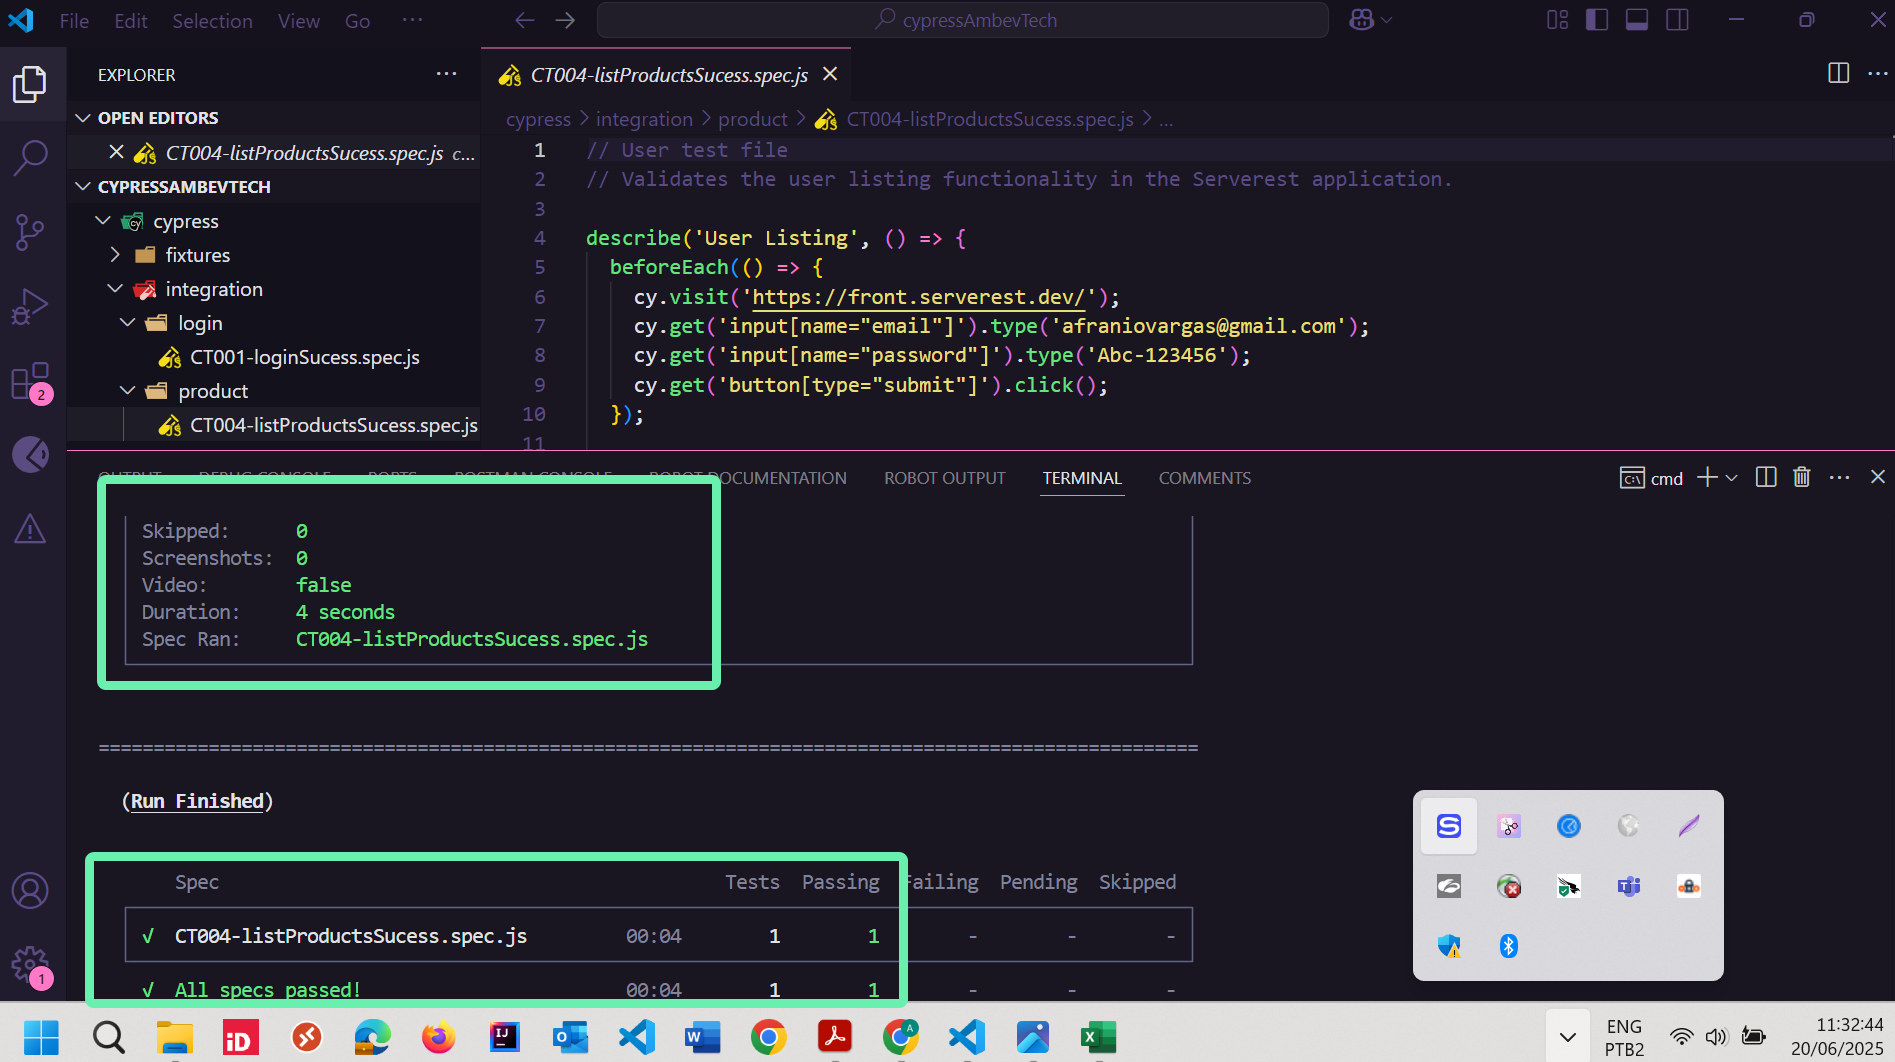 File Edit Selection View Go ...
cypressAmbevTech
EXPLORER
OPEN EDITORS
CT004-listProductsSucess.spec.js c...
CYPRESSAMBEVTECH
cypress
fixtures
integration
login
CT001-loginSucess.spec.js
product
CT004-listProductsSucess.spec.js
2
1
CT004-listProductsSucess.spec.js
cypress > integration > product > CT004-listProductsSucess.spec.js > ...
1 // User test file
2 // Validates the user listing functionality in the Serverest application.
3
4 describe('User Listing', () => {
5 beforeEach(() => {
6 cy.visit('https://front.serverest.dev/');
7 cy.get('input[name="email"]').type('afraniovargas@gmail.com');
8 cy.get('input[name="password"]').type('Abc-123456');
9 cy.get('button[type="submit"]').click();
10 });
11
OUTPUT DEBUG CONSOLE PORTS POSTMAN CONSOLE ROBOT DOCUMENTATION ROBOT OUTPUT TERMINAL COMMENTS
cmd
Skipped: 0
Screenshots: 0
Video: false
Duration: 4 seconds
Spec Ran: CT004-listProductsSucess.spec.js
====================================================================================================
(Run Finished)
Spec Tests Passing Failing Pending Skipped
√ CT004-listProductsSucess.spec.js 00:04 1 1 - - -
√ All specs passed! 00:04 1 1 - - -
ENG
PTB2
11:32:44
20/06/2025